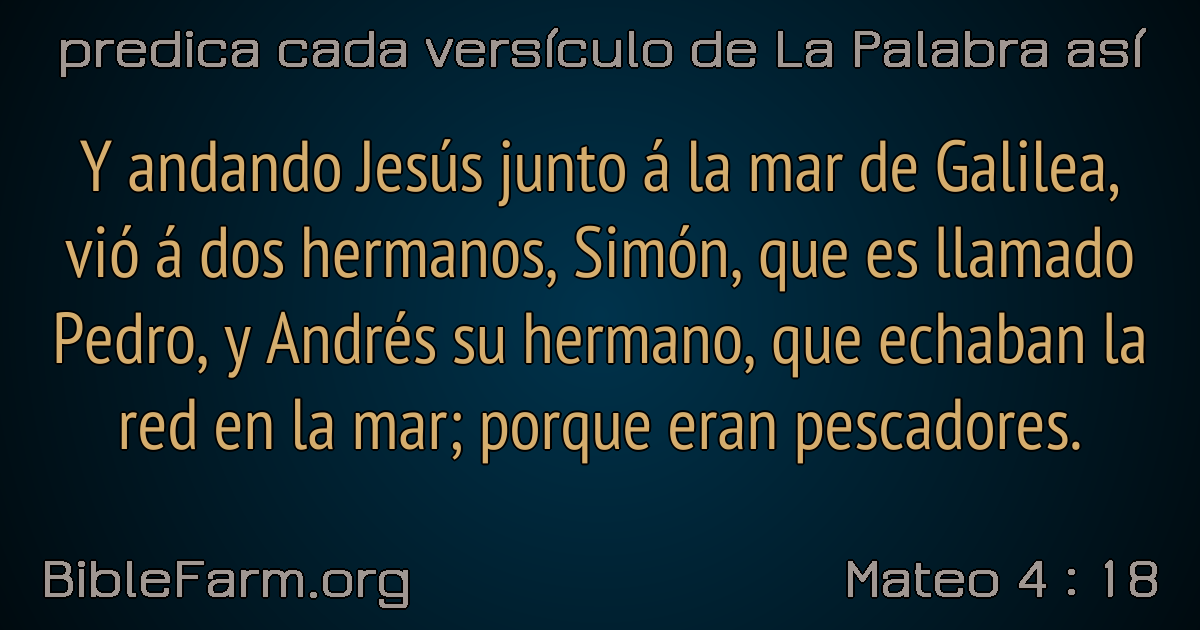 predica cada versículo de La Palabra así
Y andando Jesús junto á la mar de Galilea,
vió á dos hermanos, Simón, que es llamado
Pedro, y Andrés su hermano, que echaban la
red en la mar; porque eran pescadores.
BibleFarm.org
Mateo 4 : 18